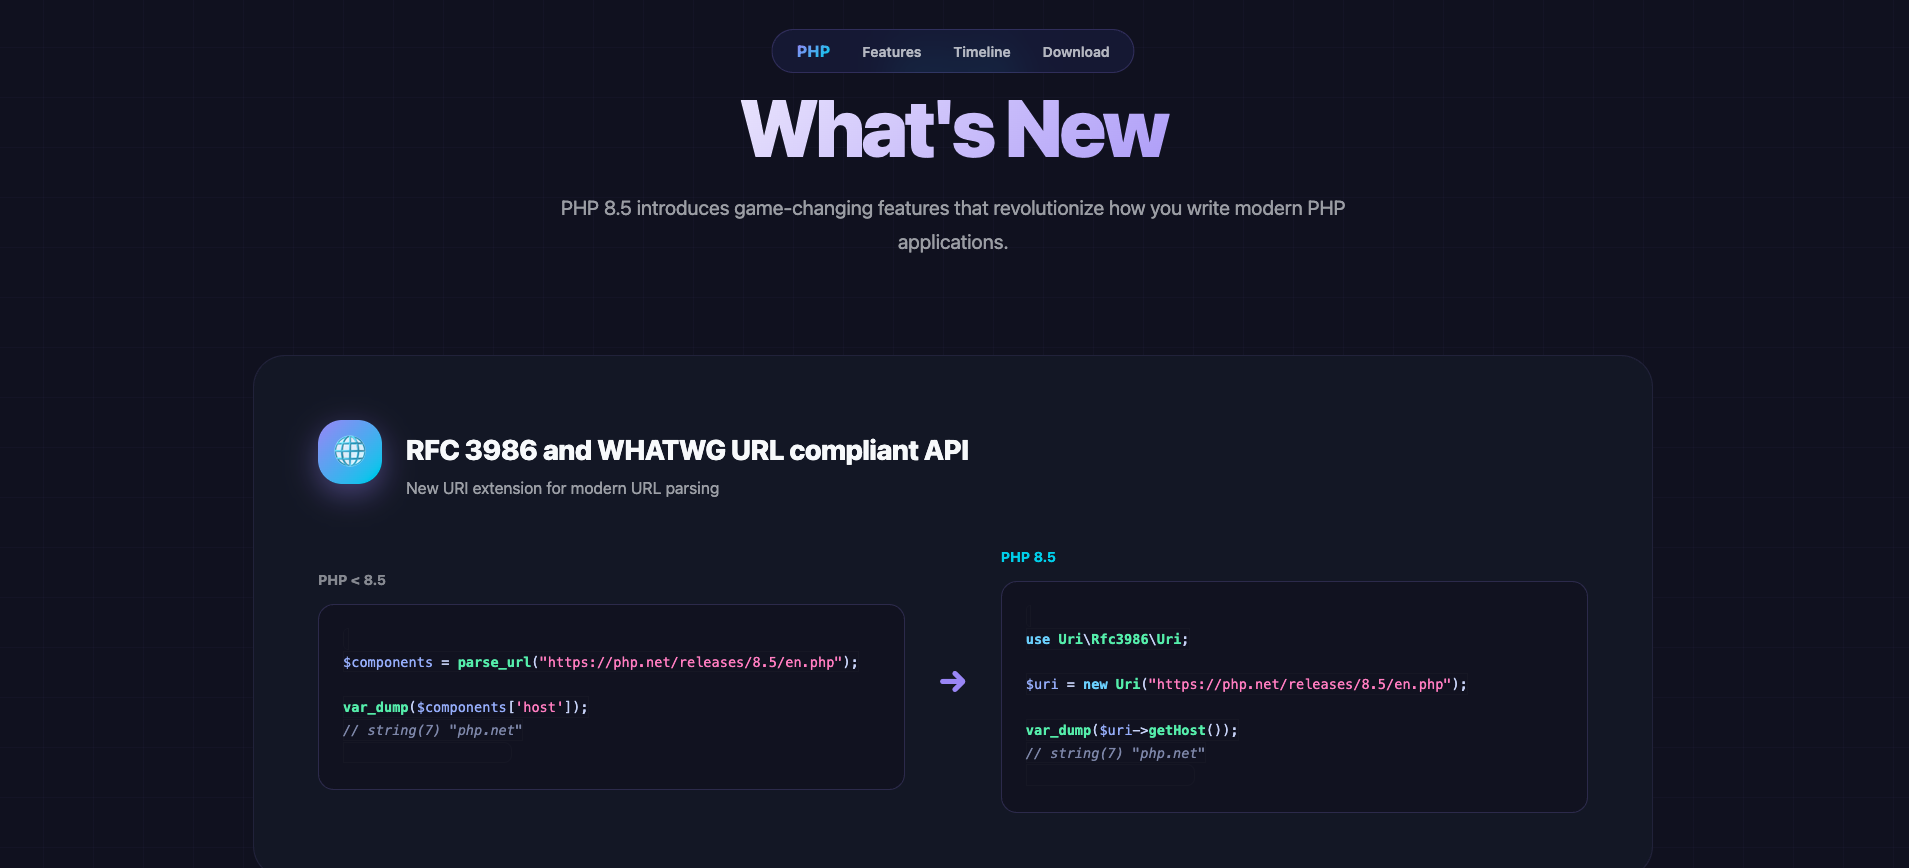 PHP Features Timeline Download
What's New
PHP 8.5 introduces game-changing features that revolutionize how you write modern PHP
applications.
RFC 3986 and WHATWG URL compliant API
New URI extension for modern URL parsing
PHP < 8.5
$components = parse_url("https://php.net/releases/8.5/en.php");
var_dump($components['host']);
// string(7) "php.net"
PHP 8.5
use Uri\Rfc3986\Uri;
$uri = new Uri("https://php.net/releases/8.5/en.php");
var_dump($uri->getHost());
// string(7) "php.net"